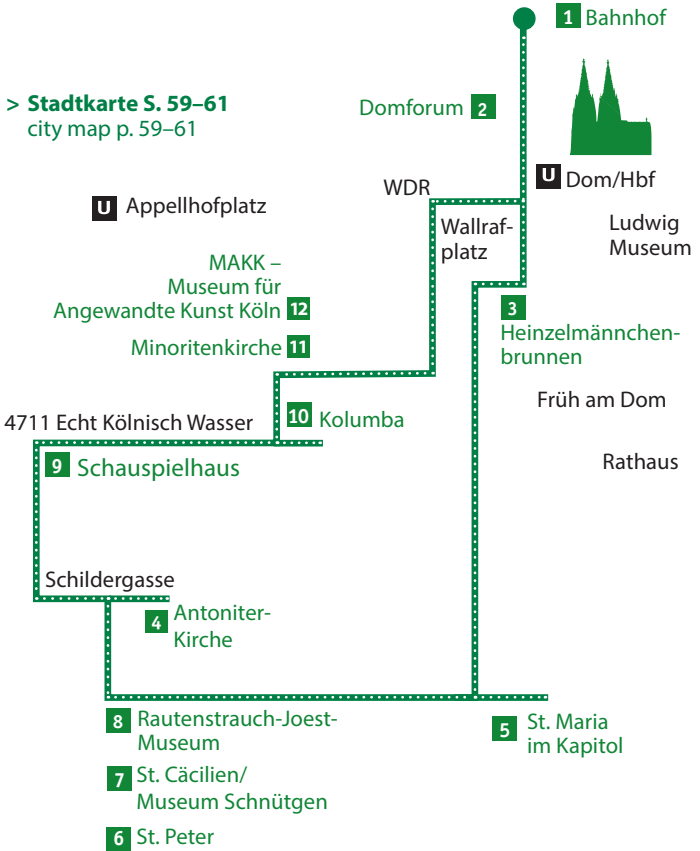 1 Bahnhof
> Stadtkarte S. 59–61
city map p. 59–61
Domforum 2
U Dom/Hbf
WDR
U Appellhofplatz
Wallraf-
platz
Ludwig
Museum
MAKK –
Museum für
Angewandte Kunst Köln 12
3
Heinzelmännchen-
brunnen
Minoritenkirche 11
Früh am Dom
4711 Echt Kölnisch Wasser
10 Kolumba
9 Schauspielhaus
Rathaus
Schildergasse
4 Antoniter-
Kirche
8 Rautenstrauch-Joest-
Museum
5 St. Maria
im Kapitol
7 St. Cäcilien/
Museum Schnütgen
6 St. Peter